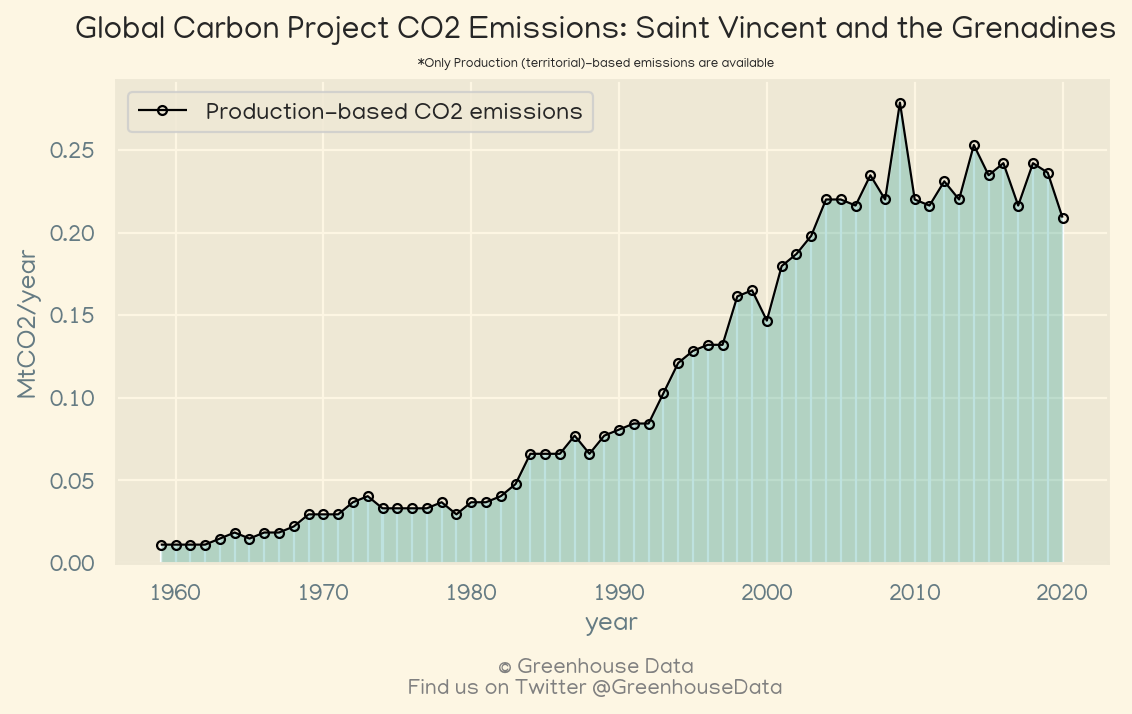 Global Carbon Project CO2 Emissions: Saint Vincent and the Grenadines
*Only Production (territorial)-based emissions are available
Production-based CO2 emissions
0.25
0.20
0.15
0.10
0.05
0.00
MtCO2/year
1960 1970 1980 1990 2000 2010 2020
year
© Greenhouse Data
Find us on Twitter @GreenhouseData